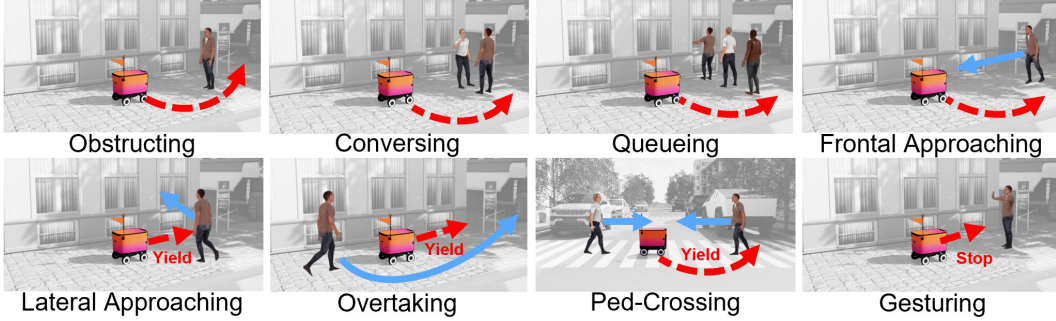 Obstructing
Conversing
Queueing
Frontal Approaching
Yield
Lateral Approaching
Yield
Overtaking
Yield
Ped-Crossing
Stop
Gesturing